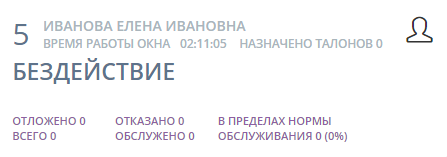 5 ИВАНОВА ЕЛЕНА ИВАНОВНА
ВРЕМЯ РАБОТЫ ОКНА 02:11:05 НАЗНАЧЕНО ТАЛОНОВ 0
БЕЗДЕЙСТВИЕ
ОТЛОЖЕНО 0 ОТКАЗАНО 0 В ПРЕДЕЛАХ НОРМЫ
ВСЕГО 0 ОБСЛУЖЕНО 0 ОБСЛУЖИВАНИЯ 0 (0%)